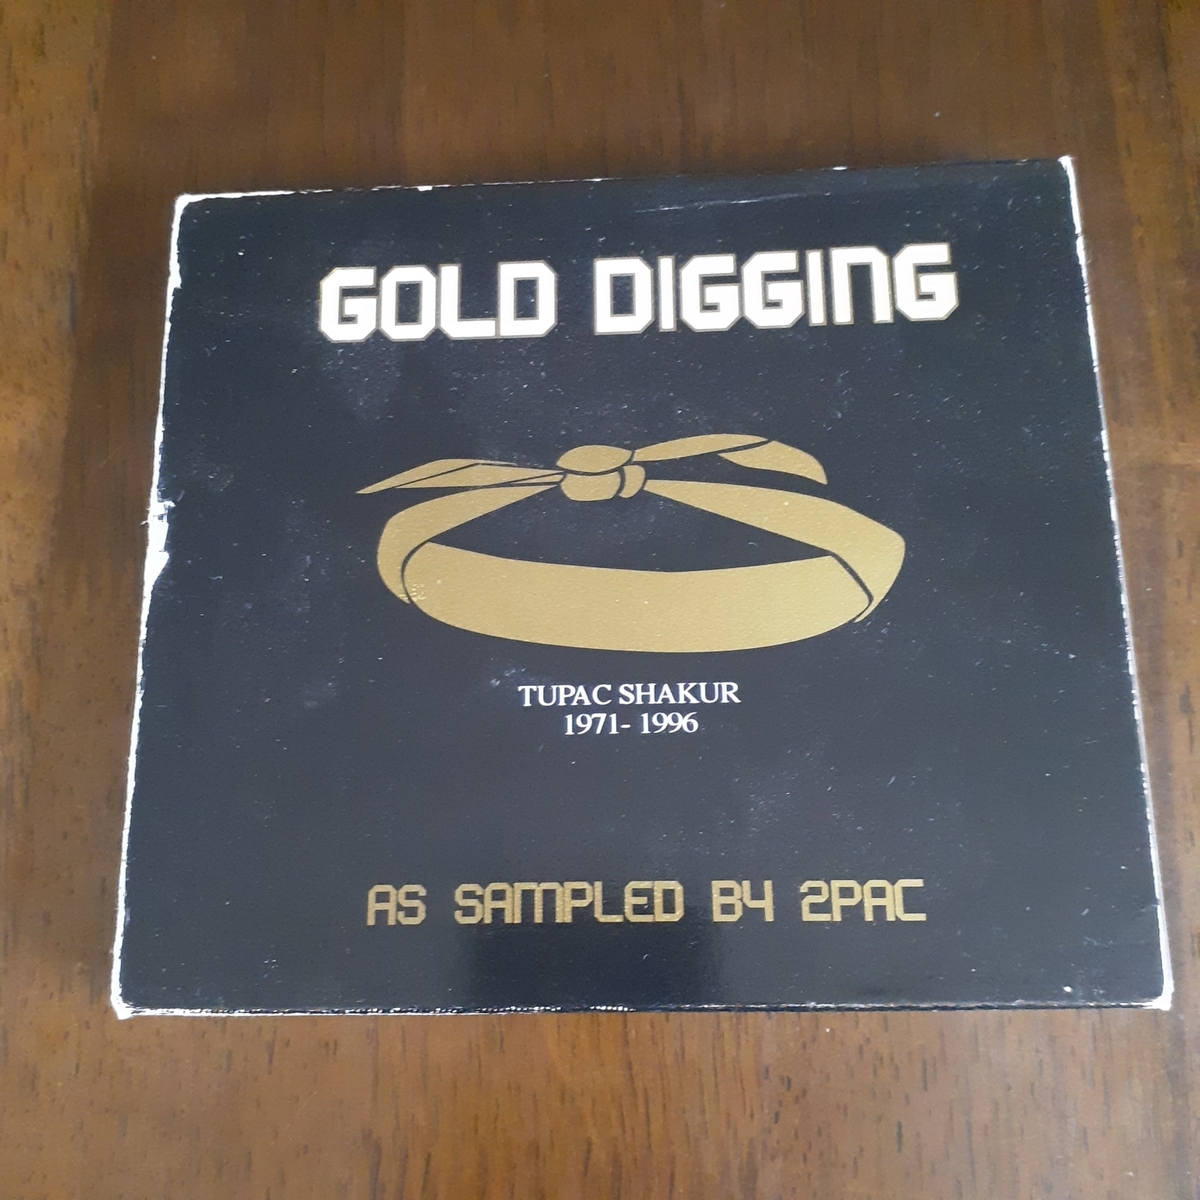 GOLD DIGGING
TUPAC SHAKUR
1971- 1996
AS SAMPLED BY 2PAC